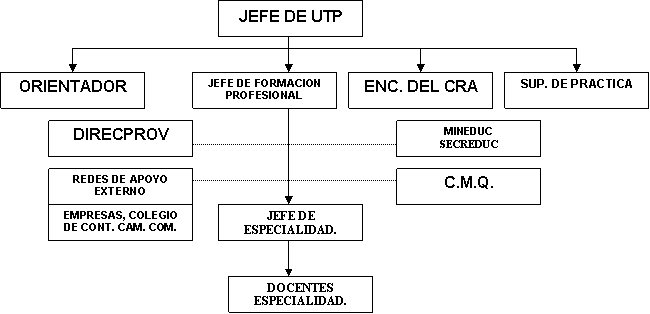 JEFE DE UTP
ORIENTADOR
JEFE DE FORMACION
PROFESIONAL
ENC. DEL CRA
SUP. DE PRACTICA
DIRECPROV
MINEDUC
SECREDUC
REDES DE APOYO
EXTERNO
C.M.Q.
EMPRESAS, COLEGIO
DE CONT. CAM. COM.
JEFE DE
ESPECIALIDAD.
DOCENTES
ESPECIALIDAD.